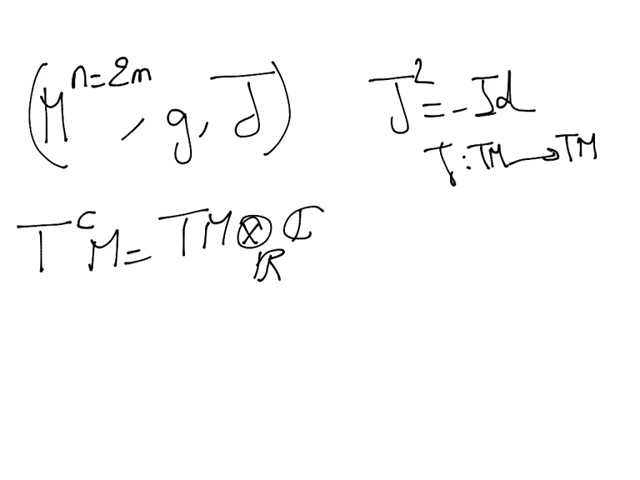 (M^{n=2m}, g, J)
J^2 = -Id
J : TM → TM
T^C M = TM ⊗_ℝ ℂ